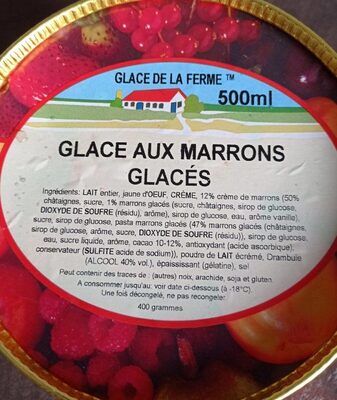 GLACE DE LA FERME ™
500ml
GLACE AUX MARRONS
GLACÉS
Ingrédients: LAIT entier, jaune d'OEUF, CRÈME, 12% crème de marrons (50%
châtaignes, sucre, 1% marrons glacés (sucre, châtaignes, sirop de glucose,
DIOXYDE DE SOUFRE (résidu), arôme), sirop de glucose, eau, arôme vanille),
sucre, sirop de glucose, pasta marrons glacés (47% marrons glacés (châtaignes,
sirop de glucose, arôme, sucre, DIOXYDE DE SOUFRE (résidu)), sirop de glucose,
eau, sucre liquide, arôme, cacao 10-12%, antioxydant (acide ascorbique),
conservateur (SULFITE acide de sodium)), poudre de LAIT écrémé, Drambuie
(ALCOOL 40% vol.), épaississant (gélatine), sel
Peut contenir des traces de : (autres) noix, arachide, soja et gluten.
A consommer jusqu'au: voir date ci-dessous (à -18°C).
Une fois décongelé, ne pas recongeler.
400 grammes